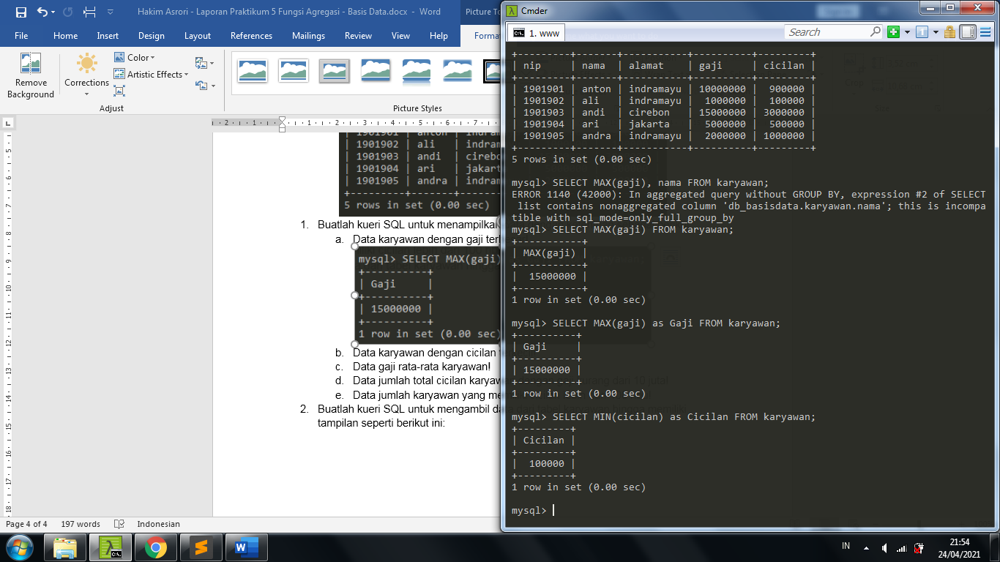 Hakim Asrori - Laporan Praktikum 5 Fungsi Agregasi - Basis Data.docx - Word
Picture To
File Home Insert Design Layout References Mailings Review View Help Format
Remove Background
Corrections
Color
Artistic Effects
Adjust
Picture Styles
2 1 1 2 3 4 5 6 7
| 1901902 | ali | indram
| 1901903 | andi | cirebo
| 1901904 | ari | jakart
| 1901905 | andra | indram
+---------+-------+-------
5 rows in set (0.00 sec)
1. Buatlah kueri SQL untuk menampilka
a. Data karyawan dengan gaji ter
mysql> SELECT MAX(gaji)
+----------+
| Gaji |
+----------+
| 15000000 |
+----------+
1 row in set (0.00 sec)
b. Data karyawan dengan cicilan
c. Data gaji rata-rata karyawan!
d. Data jumlah total cicilan karyaw
e. Data jumlah karyawan yang me
2. Buatlah kueri SQL untuk mengambil da
tampilan seperti berikut ini:
Page 4 of 4 197 words Indonesian
Cmder
1. www
Search
+---------+-------+-----------+----------+---------+
| nip | nama | alamat | gaji | cicilan |
+---------+-------+-----------+----------+---------+
| 1901901 | anton | indramayu | 10000000 | 900000 |
| 1901902 | ali | indramayu | 1000000 | 100000 |
| 1901903 | andi | cirebon | 15000000 | 3000000 |
| 1901904 | ari | jakarta | 5000000 | 500000 |
| 1901905 | andra | indramayu | 2000000 | 1000000 |
+---------+-------+-----------+----------+---------+
5 rows in set (0.00 sec)
mysql> SELECT MAX(gaji), nama FROM karyawan;
ERROR 1140 (42000): In aggregated query without GROUP BY, expression #2 of SELECT
list contains nonaggregated column 'db_basisdata.karyawan.nama'; this is incompa
tible with sql_mode=only_full_group_by
mysql> SELECT MAX(gaji) FROM karyawan;
+-----------+
| MAX(gaji) |
+-----------+
| 15000000 |
+-----------+
1 row in set (0.00 sec)
mysql> SELECT MAX(gaji) as Gaji FROM karyawan;
+----------+
| Gaji |
+----------+
| 15000000 |
+----------+
1 row in set (0.00 sec)
mysql> SELECT MIN(cicilan) as Cicilan FROM karyawan;
+---------+
| Cicilan |
+---------+
| 100000 |
+---------+
1 row in set (0.00 sec)
mysql>
IN
21:54
24/04/2021